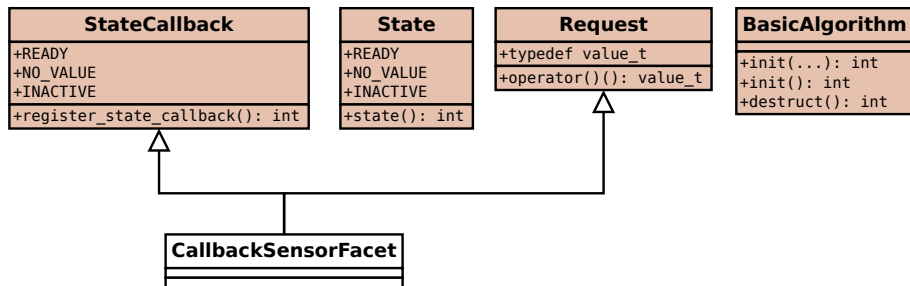 StateCallback
+READY
+NO_VALUE
+INACTIVE
+register_state_callback(): int
State
+READY
+NO_VALUE
+INACTIVE
+state(): int
Request
+typedef value_t
+operator()(): value_t
BasicAlgorithm
+init(...): int
+init(): int
+destruct(): int
CallbackSensorFacet